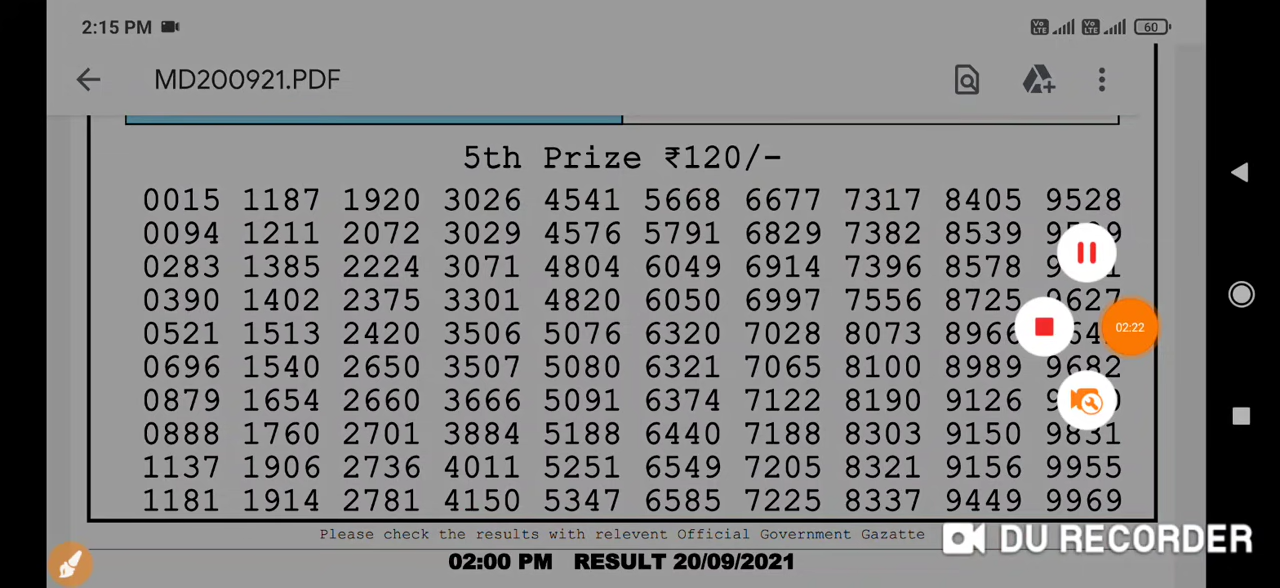 2:15 PM
Vo LTE Vo LTE 60
MD200921.PDF
5th Prize ₹120/-
0015 1187 1920 3026 4541 5668 6677 7317 8405 9528
0094 1211 2072 3029 4576 5791 6829 7382 8539
0283 1385 2224 3071 4804 6049 6914 7396 8578
0390 1402 2375 3301 4820 6050 6997 7556 8725 9627
0521 1513 2420 3506 5076 6320 7028 8073 8966
02:22
0696 1540 2650 3507 5080 6321 7065 8100 8989 9682
0879 1654 2660 3666 5091 6374 7122 8190 9126
0888 1760 2701 3884 5188 6440 7188 8303 9150 9831
1137 1906 2736 4011 5251 6549 7205 8321 9156 9955
1181 1914 2781 4150 5347 6585 7225 8337 9449 9969
Please check the results with relevent Official Government Gazatte
DU RECORDER
02:00 PM RESULT 20/09/2021